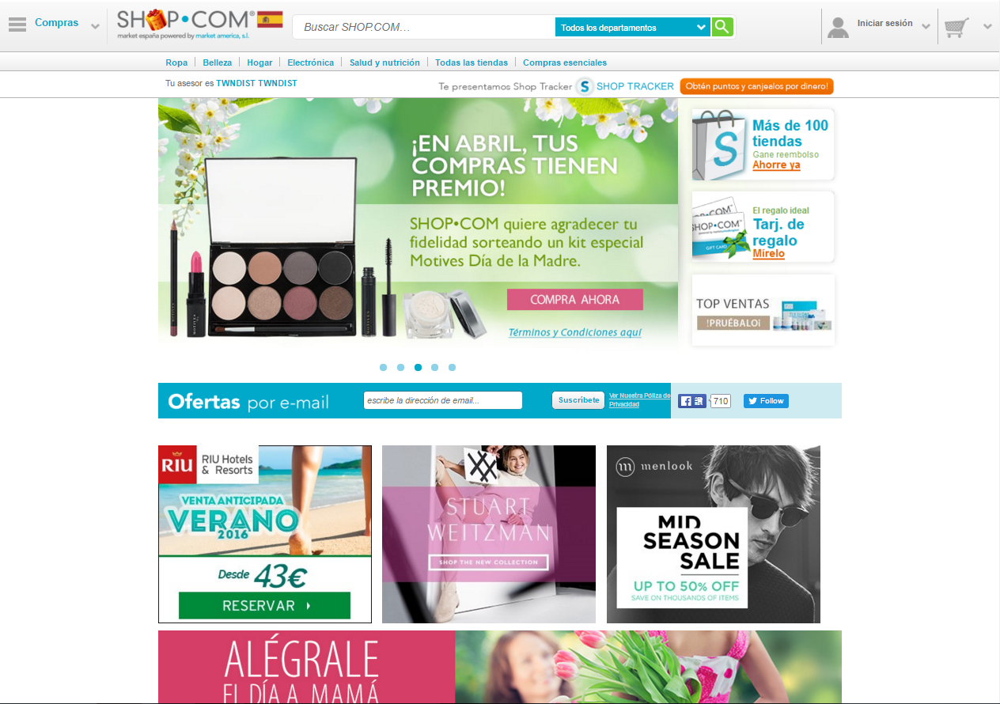 Compras
SHOP•COM®
market españa powered by market america, s.l.
Buscar SHOP.COM...
Todos los departamentos
Iniciar sesión
Ropa
Belleza
Hogar
Electrónica
Salud y nutrición
Todas las tiendas
Compras esenciales
Tu asesor es TWNDIST TWNDIST
Te presentamos Shop Tracker
S
SHOP TRACKER
Obtén puntos y canjealos por dinero!
¡EN ABRIL, TUS
COMPRAS TIENEN
PREMIO!
SHOP•COM quiere agradecer tu
fidelidad sorteando un kit especial
Motives Día de la Madre.
COMPRA AHORA
Términos y Condiciones aquí
S
Más de 100
tiendas
Gane reembolso
Ahorre ya
SHOP•COM
GIFT CARD
El regalo ideal
Tarj. de
regalo
Mírelo
TOP VENTAS
!PRUÉBALO¡
Ofertas por e-mail
escribe la dirección de email...
Suscríbete
Ver Nuestra Póliza de
Privacidad
710
Follow
RIU
RIU Hotels
& Resorts
VENTA ANTICIPADA
VERANO
2016
Desde 43€
RESERVAR
STUART
WEITZMAN
SHOP THE NEW COLLECTION
m menlook
MID
SEASON
SALE
UP TO 50% OFF
SAVE ON THOUSANDS OF ITEMS
ALÉGRALE
EL DÍA A MAMÁ